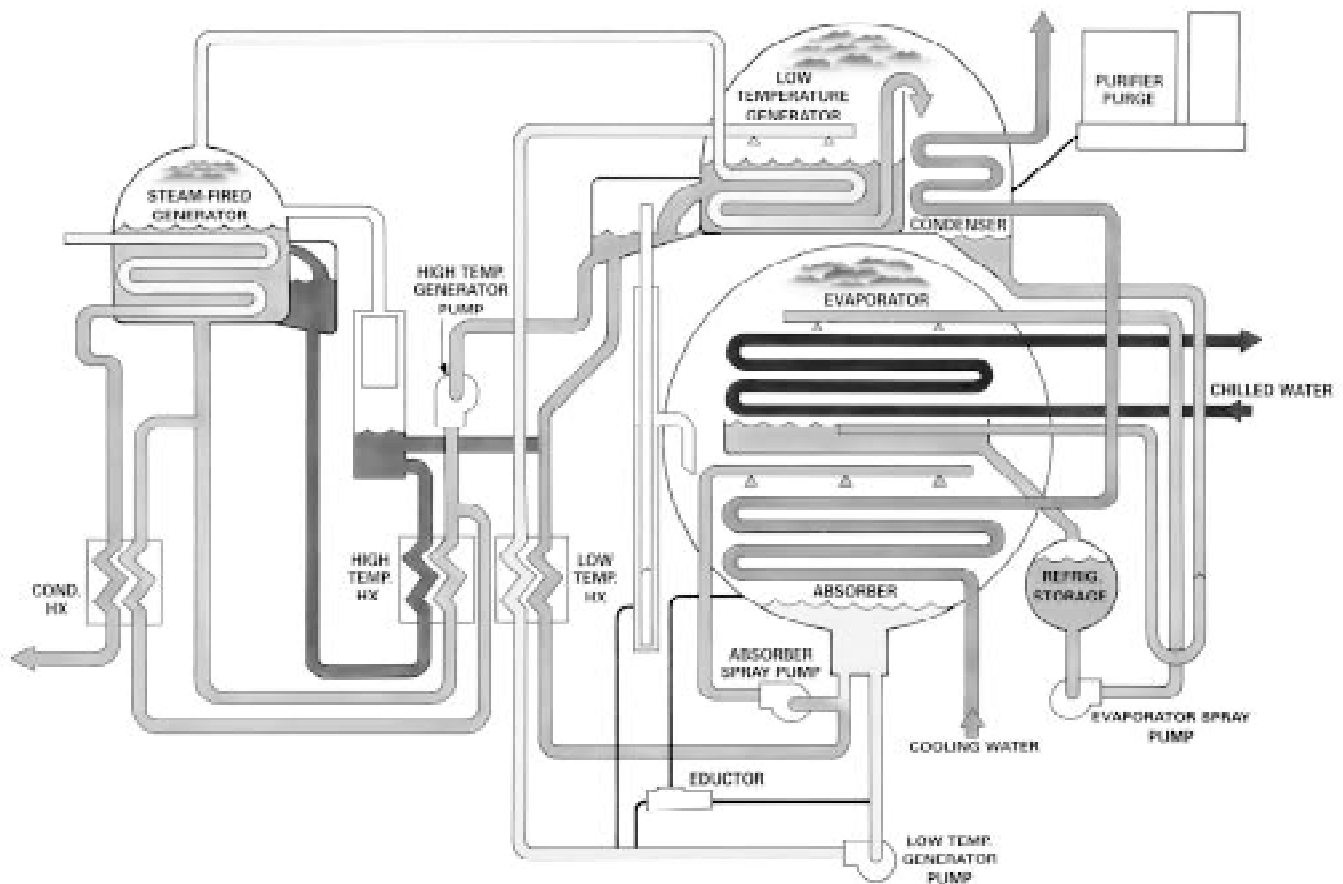 LOW
TEMPERATURE
GENERATOR
PURIFIER
PURGE
STEAM-FIRED
GENERATOR
CONDENSER
HIGH TEMP.
GENERATOR
PUMP
EVAPORATOR
CHILLED WATER
COND.
HX
HIGH
TEMP.
HX
LOW
TEMP.
HX
REFRIG.
STORAGE
ABSORBER
ABSORBER
SPRAY PUMP
COOLING WATER
EVAPORATOR SPRAY
PUMP
EDUCTOR
LOW TEMP.
GENERATOR
PUMP